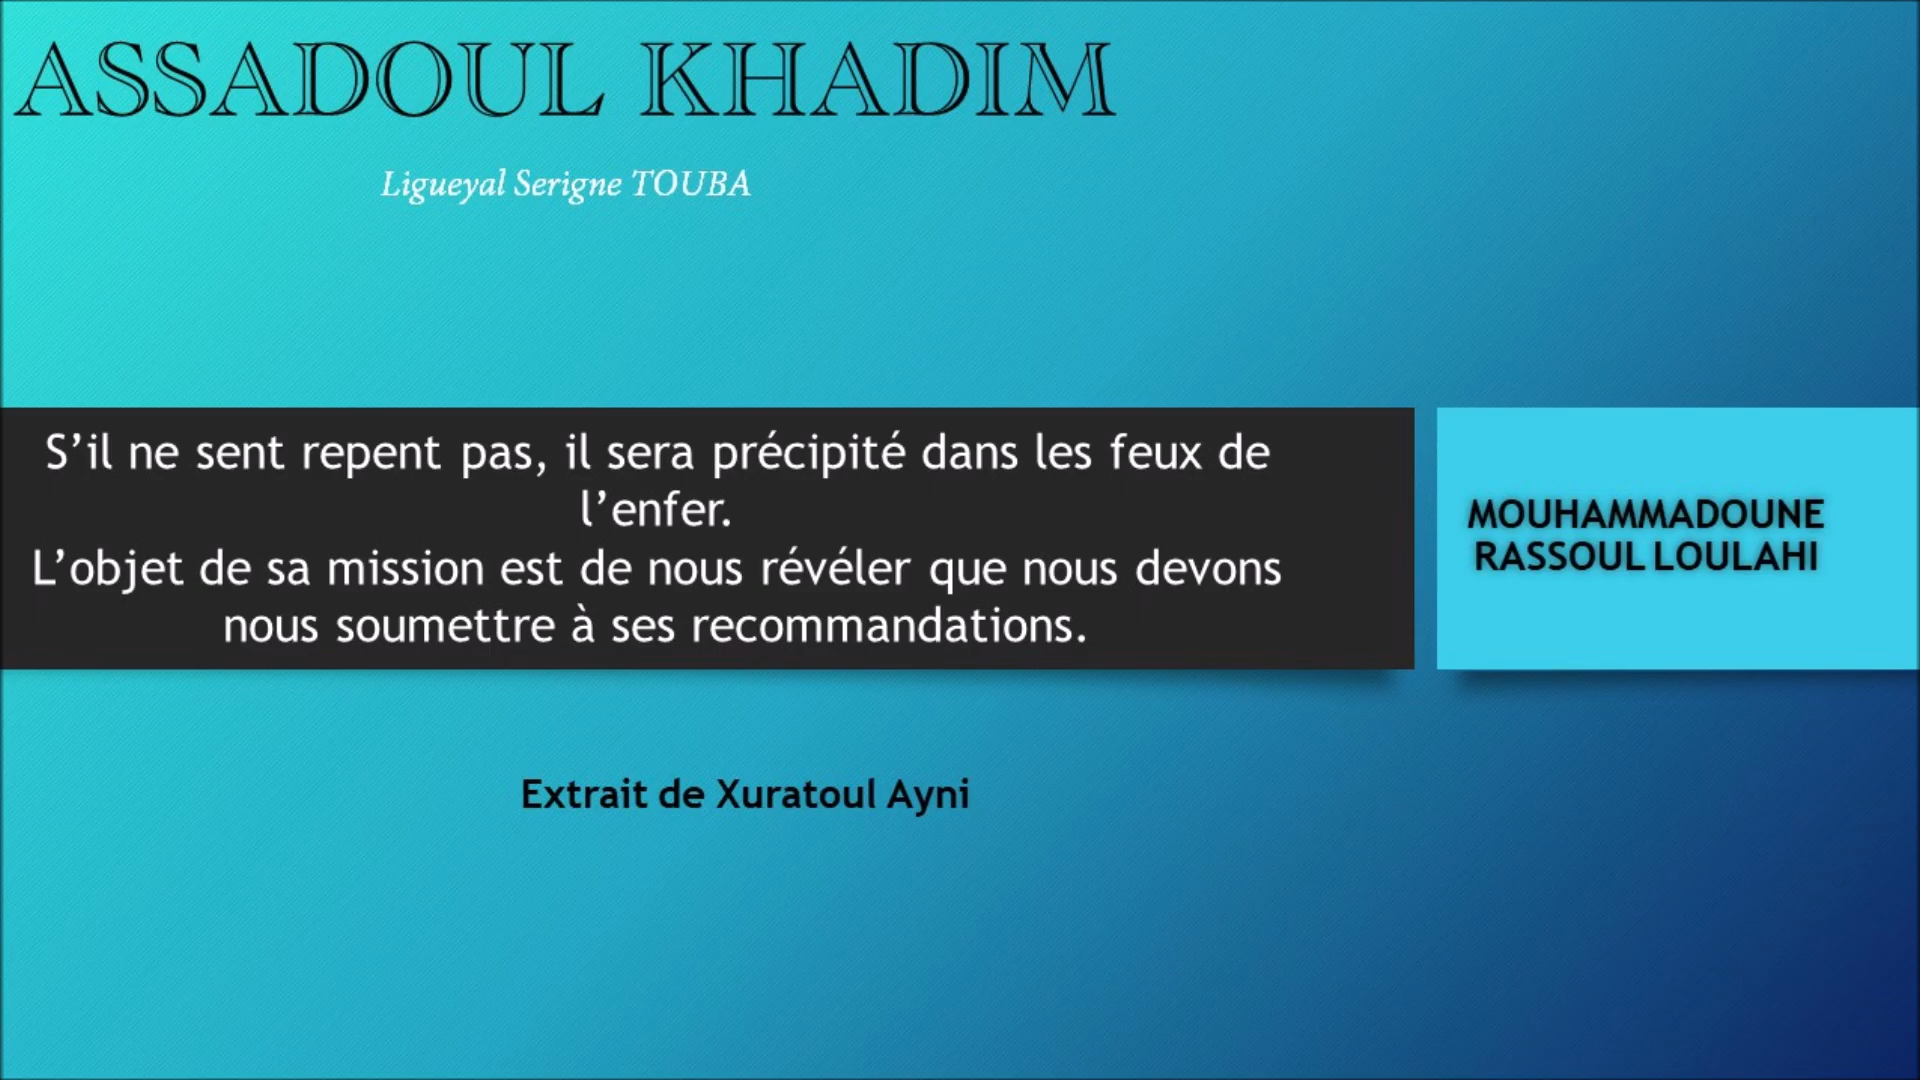 ASSADOUL KHADIM
Ligueyal Serigne TOUBA
S’il ne sent repent pas, il sera précipité dans les feux de
l’enfer.
L’objet de sa mission est de nous révéler que nous devons
nous soumettre à ses recommandations.
MOUHAMMADOUNE
RASSOUL LOULAHI
Extrait de Xuratoul Ayni